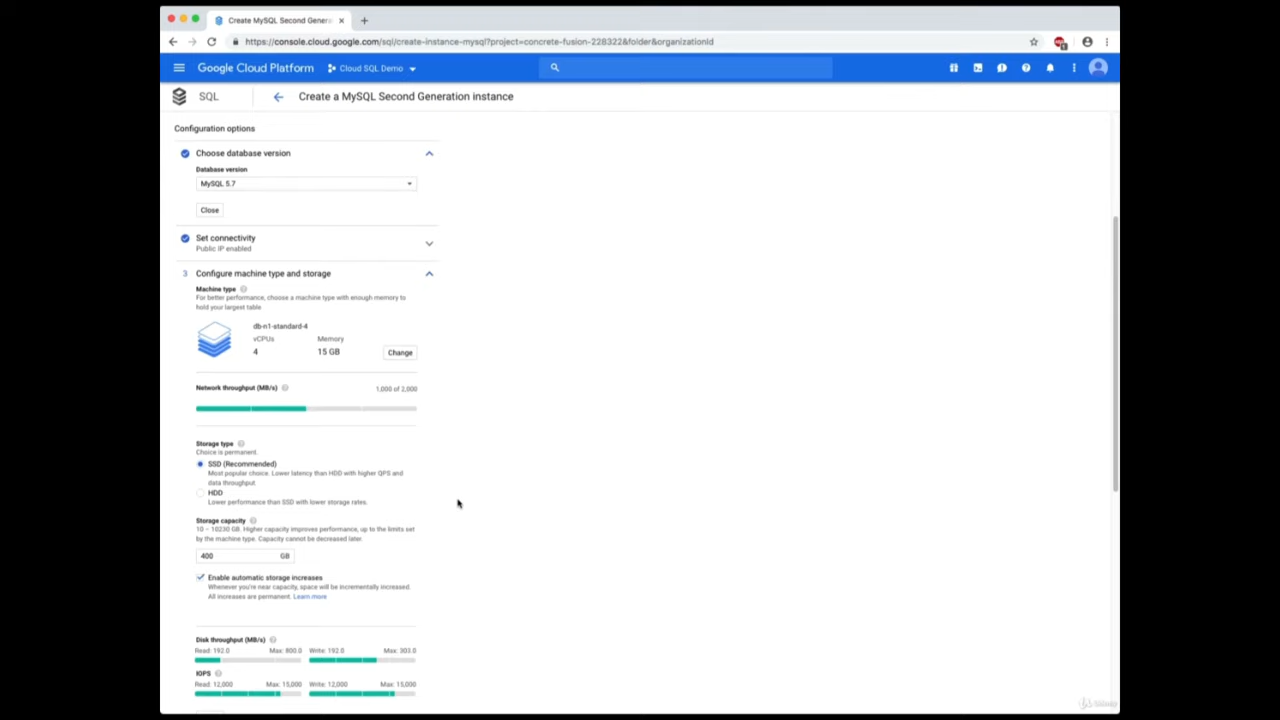 Create MySQL Second Genera
https://console.cloud.google.com/sql/create-instance-mysql?project=concrete-fusion-228322&folder&organizationId
Google Cloud Platform
Cloud SQL Demo
SQL
Create a MySQL Second Generation instance
Configuration options
Choose database version
Database version
MySQL 5.7
Close
Set connectivity
Public IP enabled
3 Configure machine type and storage
Machine type
For better performance, choose a machine type with enough memory to
hold your largest table
db-n1-standard-4
vCPUs Memory
4 15 GB
Change
Network throughput (MB/s) 1,000 of 2,000
Storage type
Choice is permanent.
SSD (Recommended)
Most popular choice. Lower latency than HDD with higher QPS and
data throughput.
HDD
Lower performance than SSD with lower storage rates.
Storage capacity
10 – 10230 GB. Higher capacity improves performance, up to the limits set
by the machine type. Capacity cannot be decreased later.
400 GB
Enable automatic storage increases
Whenever you're near capacity, space will be incrementally increased.
All increases are permanent. Learn more
Disk throughput (MB/s)
Read: 192.0 Max: 800.0 Write: 192.0 Max: 303.0
IOPS
Read: 12,000 Max: 15,000 Write: 12,000 Max: 15,000